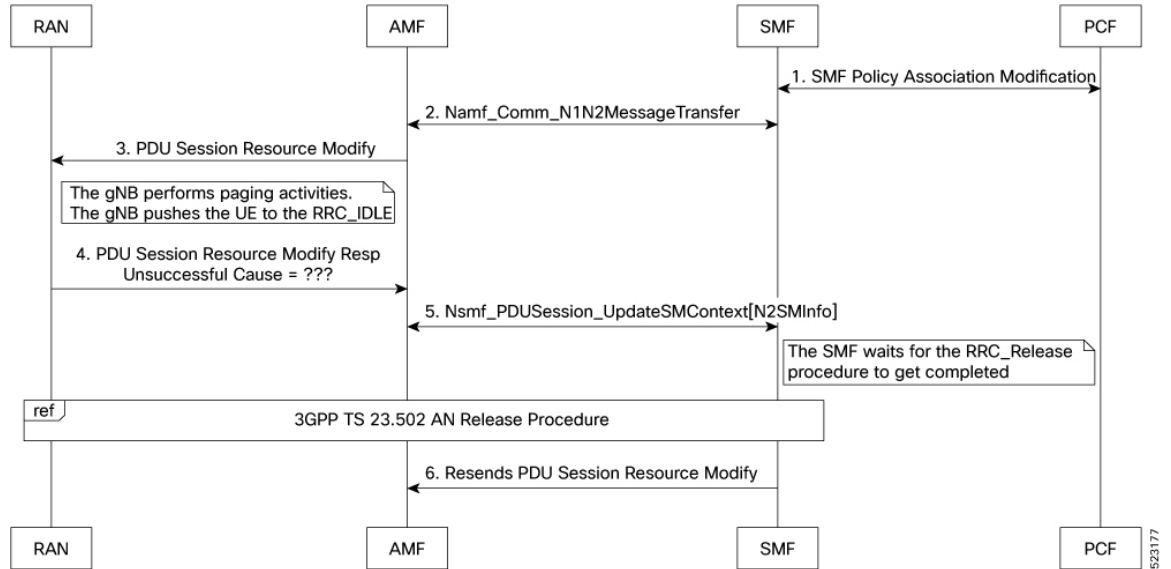 RAN
AMF
SMF
PCF
1. SMF Policy Association Modification
2. Namf_Comm_N1N2MessageTransfer
3. PDU Session Resource Modify
The gNB performs paging activities.
The gNB pushes the UE to the RRC_IDLE
4. PDU Session Resource Modify Resp
Unsuccessful Cause = ???
5. Nsmf_PDUSession_UpdateSMContext[N2SMInfo]
The SMF waits for the RRC_Release
procedure to get completed
ref
3GPP TS 23.502 AN Release Procedure
6. Resends PDU Session Resource Modify
RAN
AMF
SMF
PCF
523177